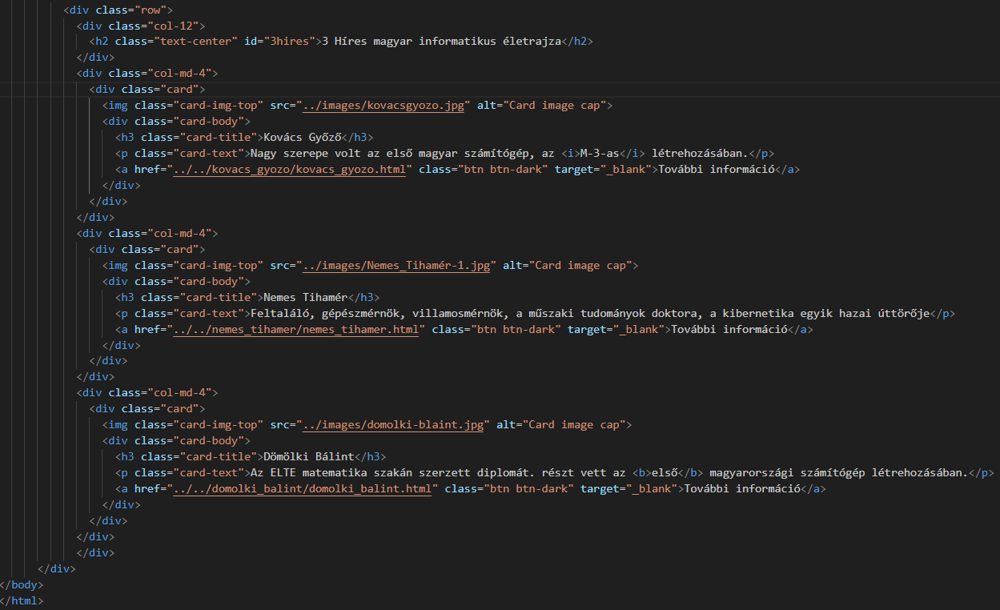 <div class="row">
<div class="col-12">
<h2 class="text-center" id="3hires">3 Híres magyar informatikus életrajza</h2>
</div>
<div class="col-md-4">
<div class="card">
<img class="card-img-top" src="../images/kovacsgyozo.jpg" alt="Card image cap">
<div class="card-body">
<h3 class="card-title">Kovács Győző</h3>
<p class="card-text">Nagy szerepe volt az első magyar számítógép, az <i>M-3-as</i> létrehozásában.</p>
<a href="../../kovacs_gyozo/kovacs_gyozo.html" class="btn btn-dark" target="_blank">További információ</a>
</div>
</div>
</div>
<div class="col-md-4">
<div class="card">
<img class="card-img-top" src="../images/Nemes_Tihamér-1.jpg" alt="Card image cap">
<div class="card-body">
<h3 class="card-title">Nemes Tihamér</h3>
<p class="card-text">Feltaláló, gépészmérnök, villamosmérnök, a műszaki tudományok doktora, a kibernetika egyik hazai úttörője</p>
<a href="../../nemes_tihamer/nemes_tihamer.html" class="btn btn-dark" target="_blank">További információ</a>
</div>
</div>
</div>
<div class="col-md-4">
<div class="card">
<img class="card-img-top" src="../images/domolki-blaint.jpg" alt="Card image cap">
<div class="card-body">
<h3 class="card-title">Dömölki Bálint</h3>
<p class="card-text">Az ELTE matematika szakán szerzett diplomát. részt vett az <b>első</b> magyarországi számítógép létrehozásában.</p>
<a href="../../domolki_balint/domolki_balint.html" class="btn btn-dark" target="_blank">További információ</a>
</div>
</div>
</div>
</div>
</div>
</body>
</html>